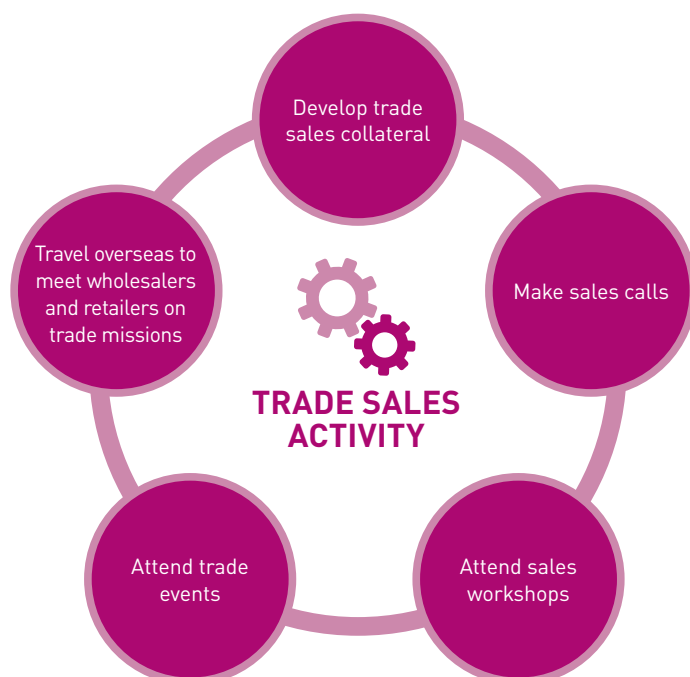 Develop trade
sales collateral
Make sales calls
Attend sales
workshops
Attend trade
events
Travel overseas to
meet wholesalers
and retailers on
trade missions
TRADE SALES
ACTIVITY